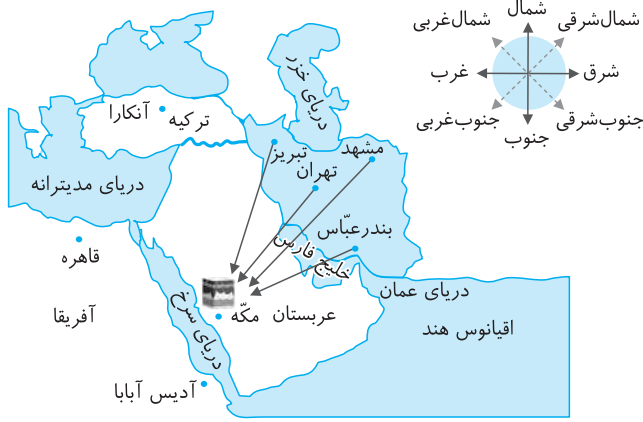 شمال
شمال‌شرقی
شمال‌غربی
شرق
غرب
جنوب‌شرقی
جنوب‌غربی
جنوب
دریای خزر
ترکیه
آنکارا
مشهد
تبریز
تهران
دریای مدیترانه
بندرعبّاس
خلیج فارس
قاهره
دریای عمان
اقیانوس هند
عربستان
مکّه
دریای سرخ
آفریقا
آدیس آبابا